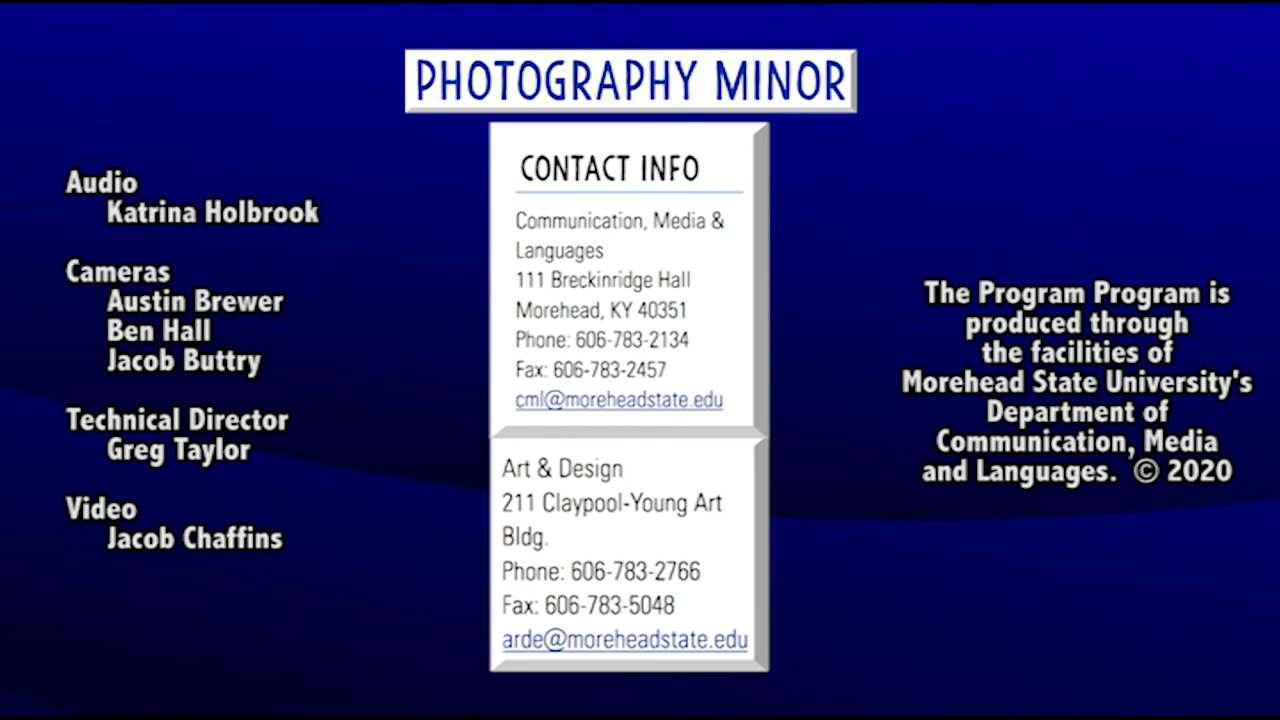 PHOTOGRAPHY MINOR
Audio
Katrina Holbrook
Cameras
Austin Brewer
Ben Hall
Jacob Buttry
Technical Director
Greg Taylor
Video
Jacob Chaffins
CONTACT INFO
Communication, Media &
Languages
111 Breckinridge Hall
Morehead, KY 40351
Phone: 606-783-2134
Fax: 606-783-2457
cml@moreheadstate.edu
Art & Design
211 Claypool-Young Art
Bldg.
Phone: 606-783-2766
Fax: 606-783-5048
arde@moreheadstate.edu
The Program Program is
produced through
the facilities of
Morehead State University's
Department of
Communication, Media
and Languages. © 2020